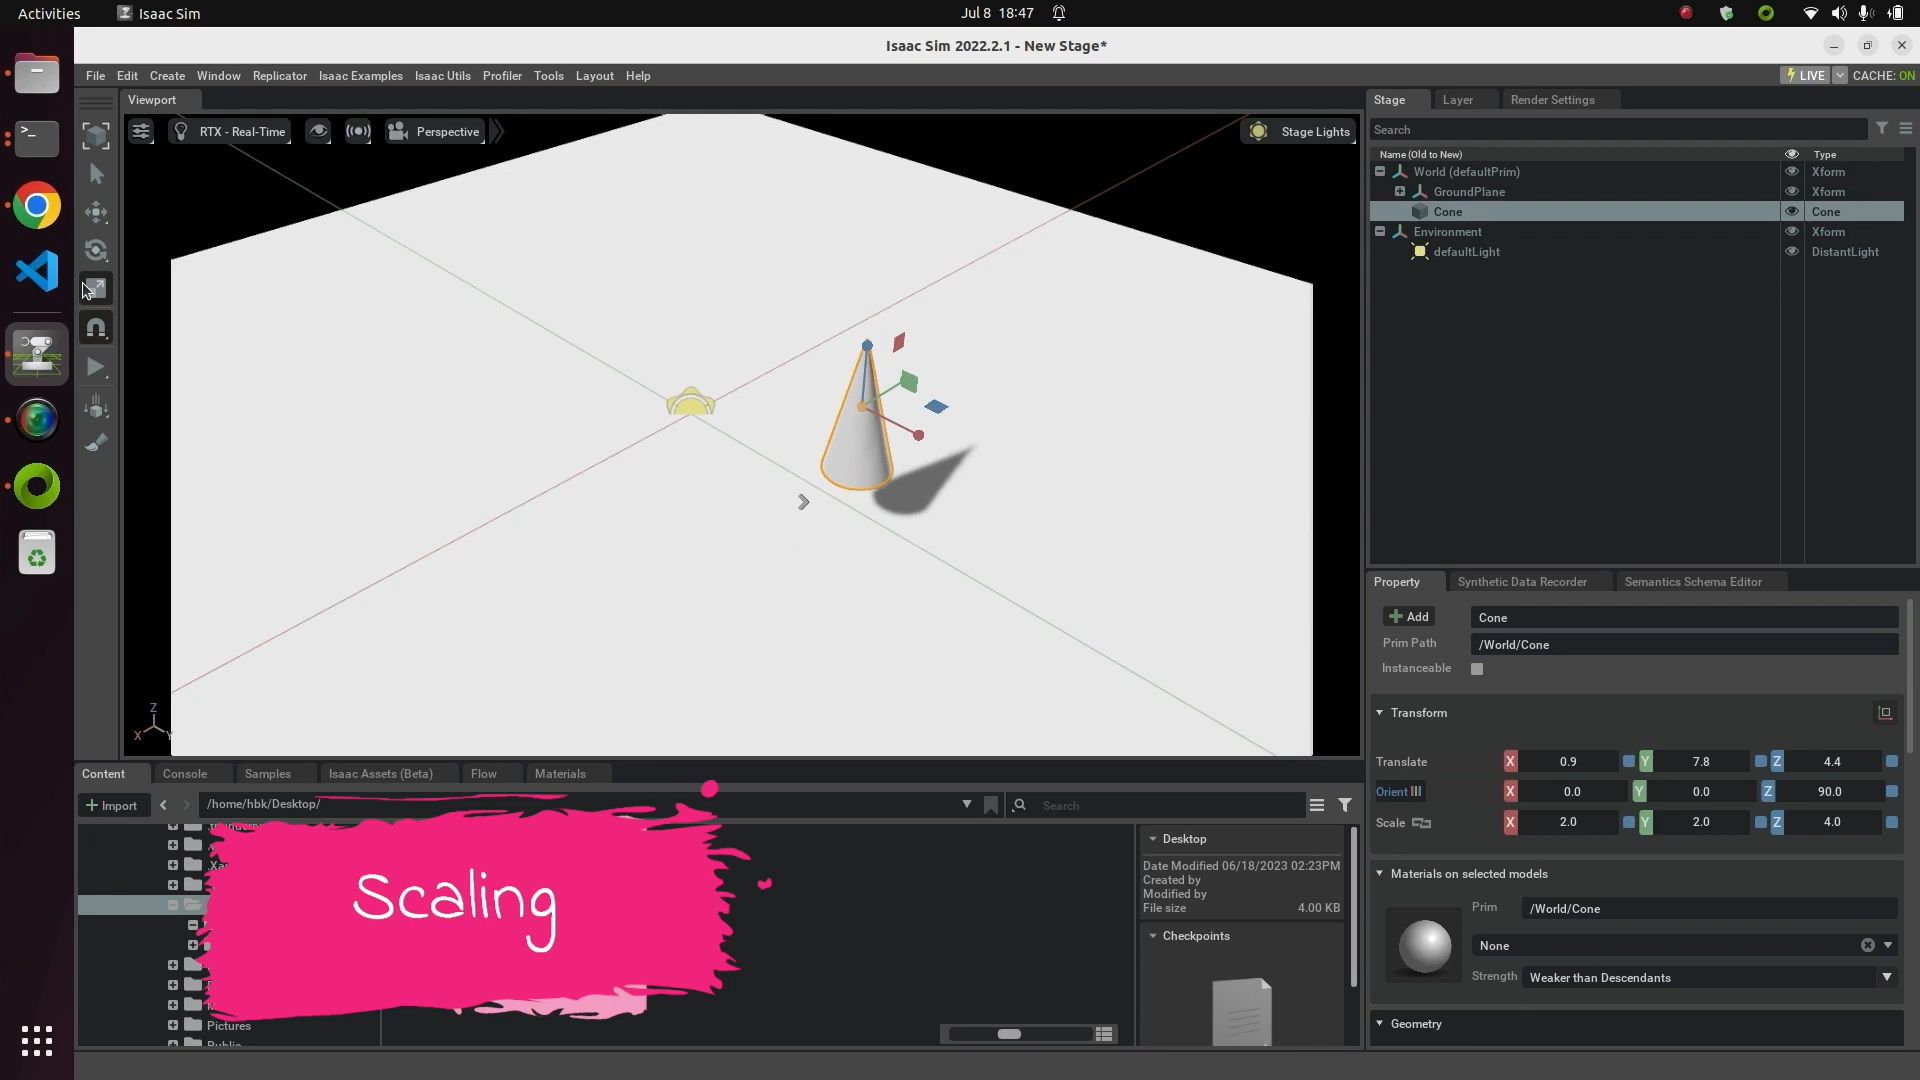 Activities
Isaac Sim
Jul 8 18:47
Isaac Sim 2022.2.1 - New Stage*
File Edit Create Window Replicator Isaac Examples Isaac Utils Profiler Tools Layout Help
LIVE
CACHE: ON
Viewport
RTX - Real-Time
Perspective
Stage Lights
Z
X
Y
Stage Layer Render Settings
Search
Name (Old to New) Type
World (defaultPrim) Xform
GroundPlane Xform
Cone Cone
Environment Xform
defaultLight DistantLight
Property Synthetic Data Recorder Semantics Schema Editor
Add Cone
Prim Path /World/Cone
Instanceable
Transform
Translate X 0.9 Y 7.8 Z 4.4
Orient X 0.0 Y 0.0 Z 90.0
Scale X 2.0 Y 2.0 Z 4.0
Materials on selected models
Prim /World/Cone
None
Strength Weaker than Descendants
Geometry
Content Console Samples Isaac Assets (Beta) Flow Materials
Import
/home/hbk/Desktop/
Search
Scaling
Pictures
Public
Desktop
Date Modified 06/18/2023 02:23PM
Created by
Modified by
File size 4.00 KB
Checkpoints